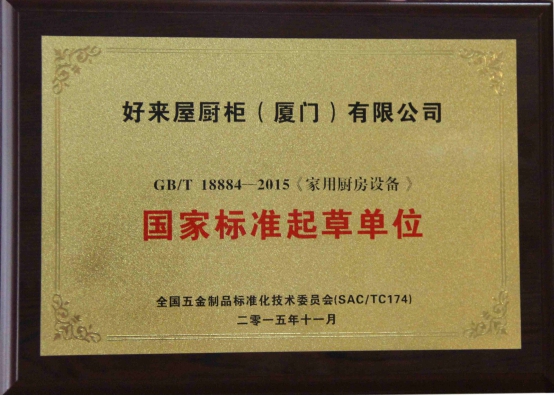 好来屋厨柜（厦门）有限公司
GB/T 18884—2015《家用厨房设备》
国家标准起草单位
全国五金制品标准化技术委员会(SAC/TC174)
二零一五年十一月